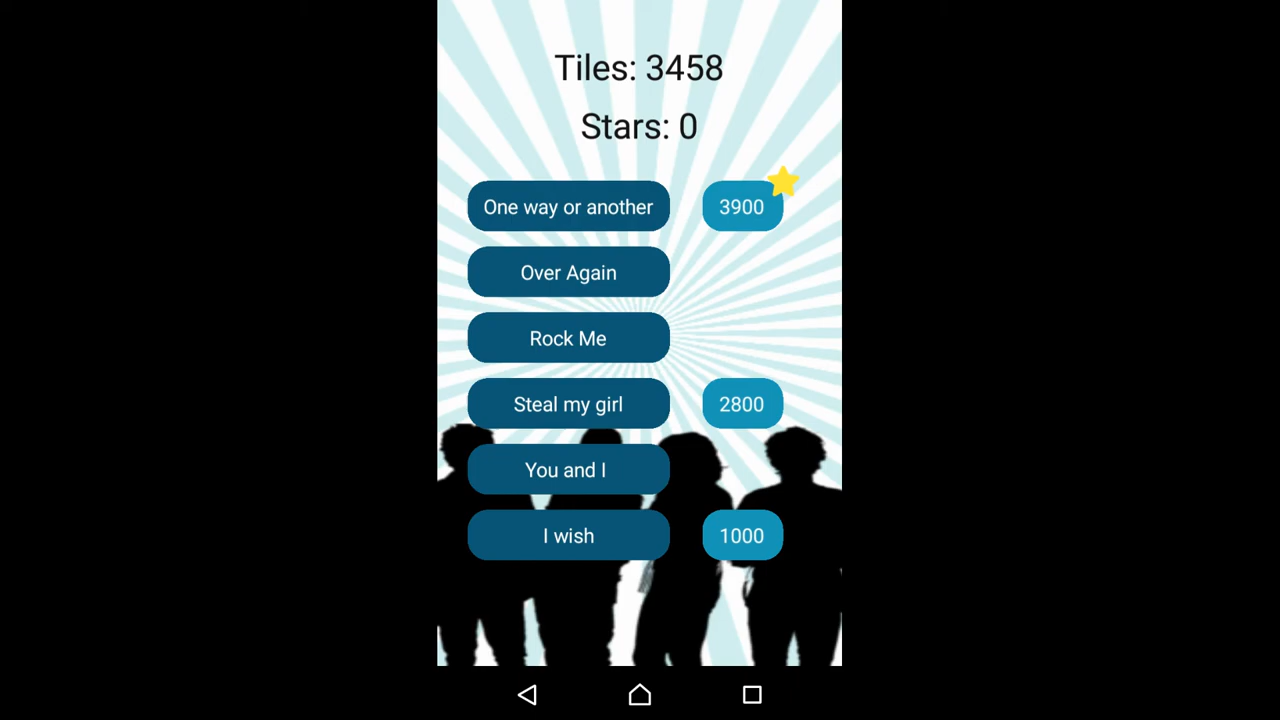 Tiles: 3458
Stars: 0
One way or another 3900
Over Again
Rock Me
Steal my girl 2800
You and I
I wish 1000